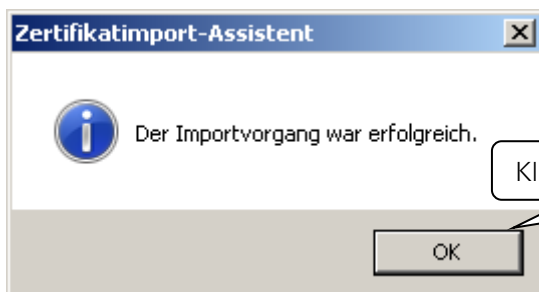 Zertifikatimport-Assistent
Der Importvorgang war erfolgreich.
OK